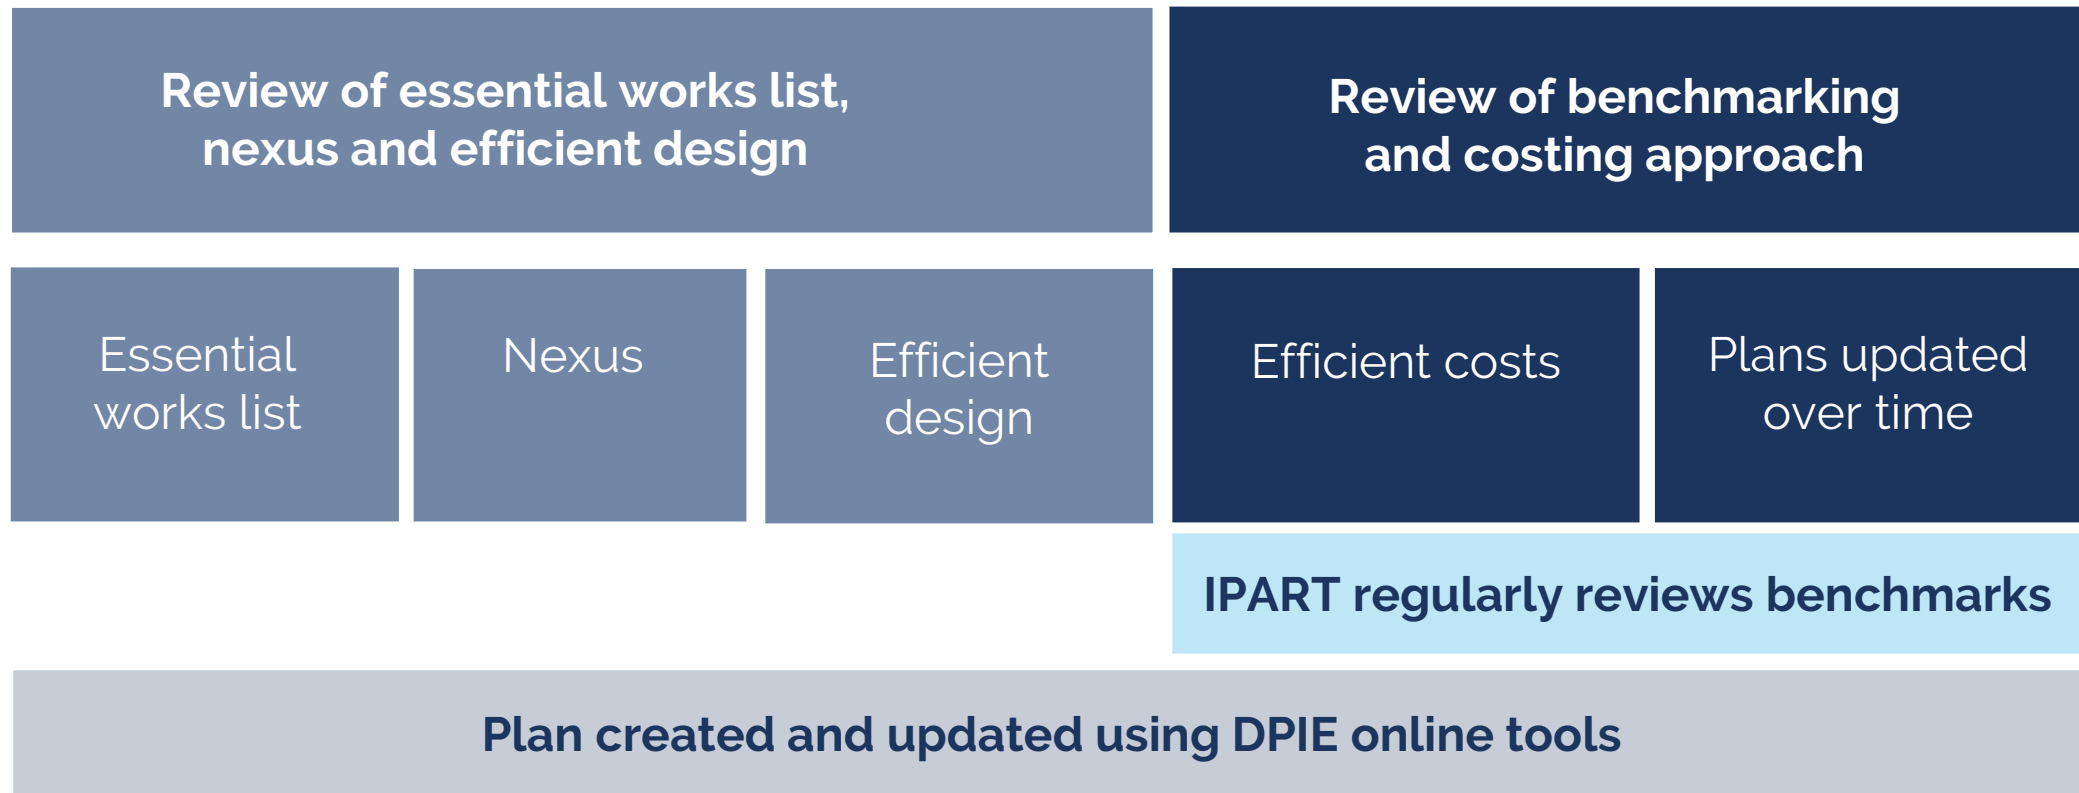 Review of essential works list,
nexus and efficient design
Review of benchmarking
and costing approach
Essential
works list
Nexus
Efficient
design
Efficient costs
Plans updated
over time
IPART regularly reviews benchmarks
Plan created and updated using DPIE online tools